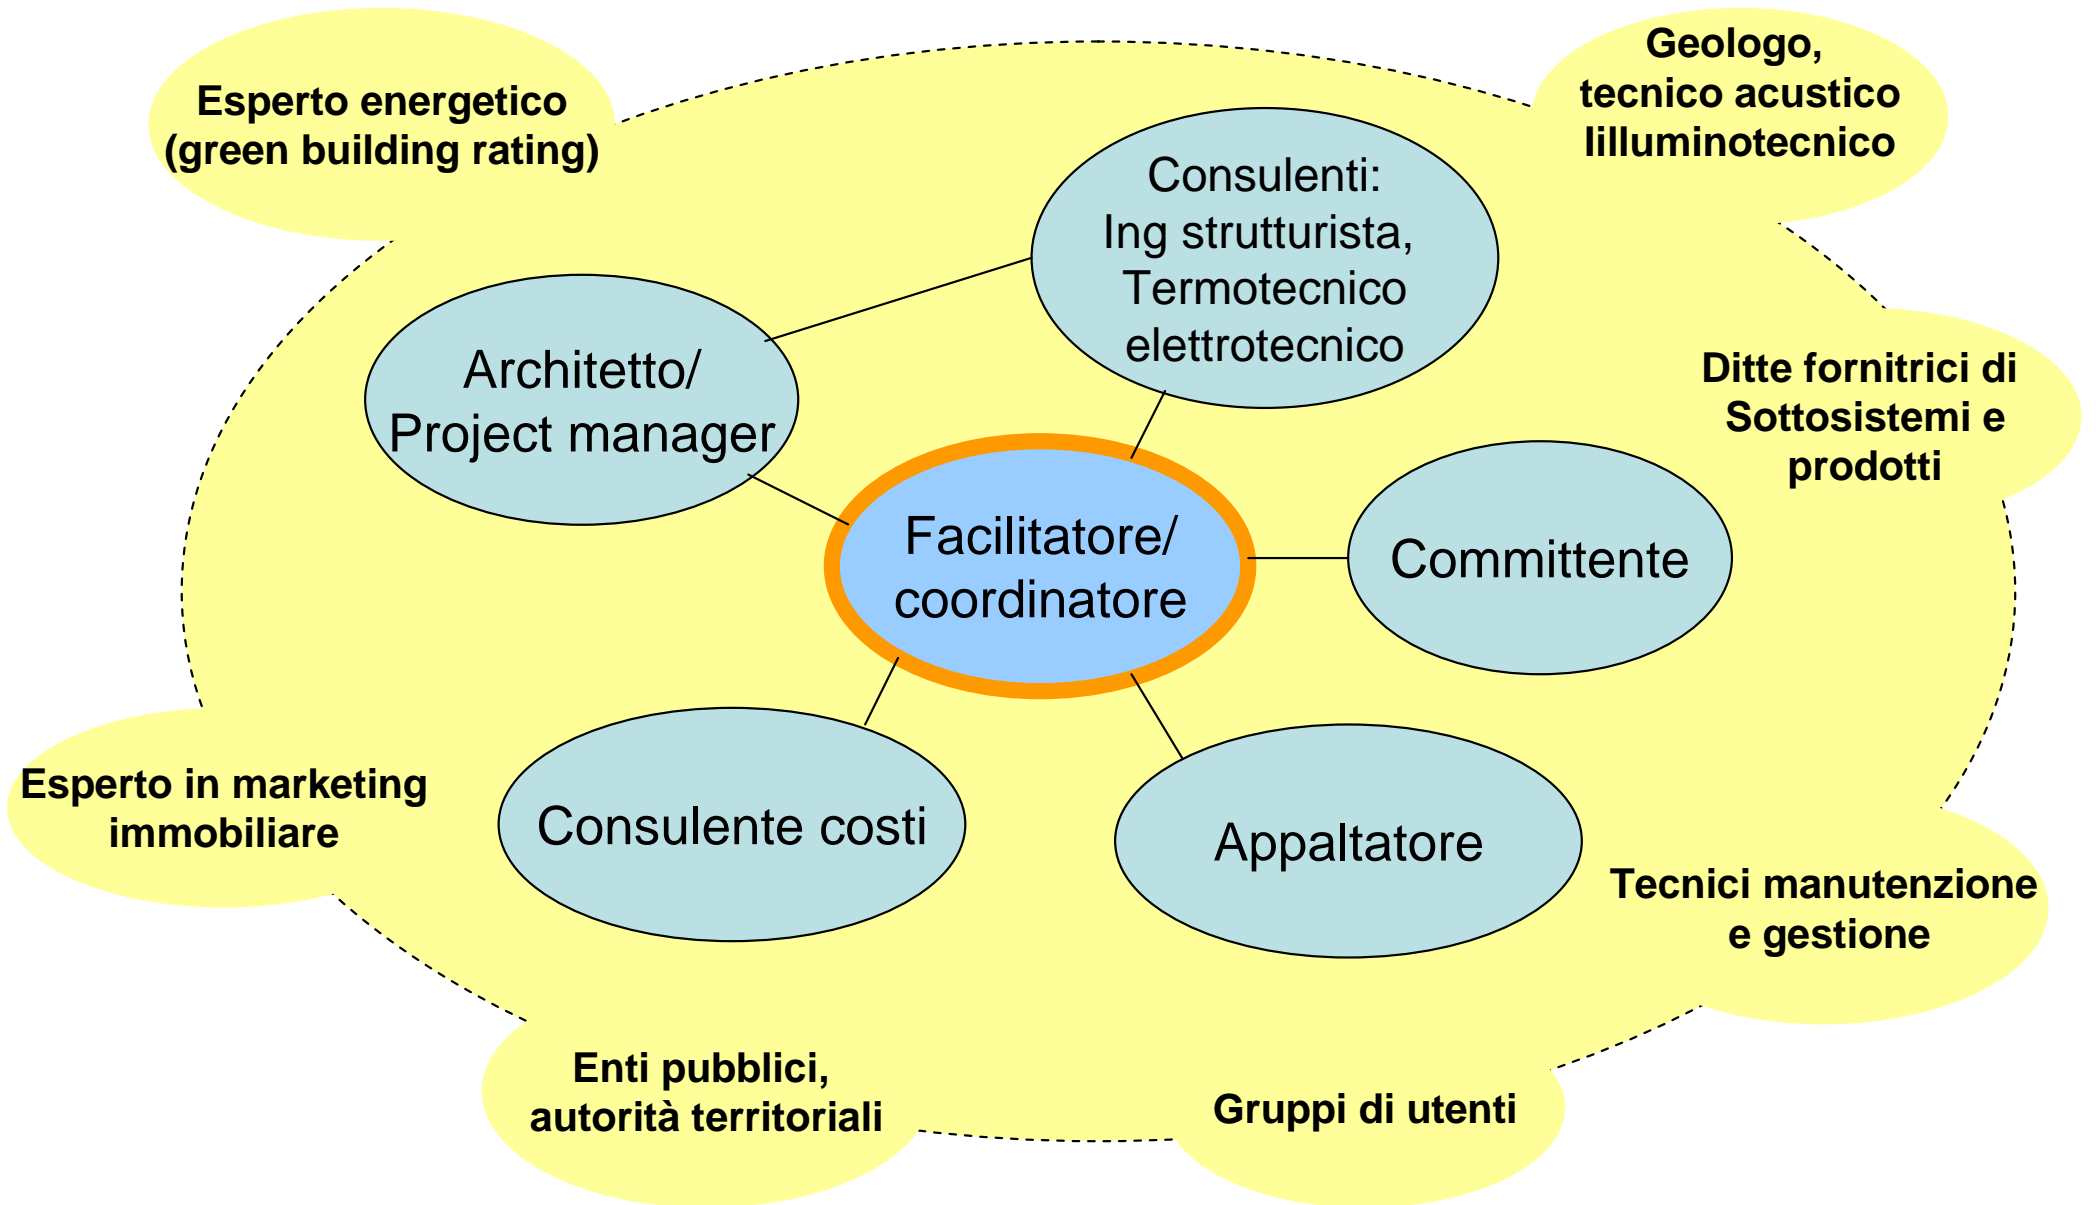 Esperto energetico
(green building rating)
Geologo,
tecnico acustico
lilluminotecnico
Consulenti:
Ing strutturista,
Termotecnico
elettrotecnico
Architetto/
Project manager
Ditte fornitrici di
Sottosistemi e
prodotti
Facilitatore/
coordinatore
Committente
Esperto in marketing
immobiliare
Consulente costi
Appaltatore
Tecnici manutenzione
e gestione
Enti pubblici,
autorità territoriali
Gruppi di utenti